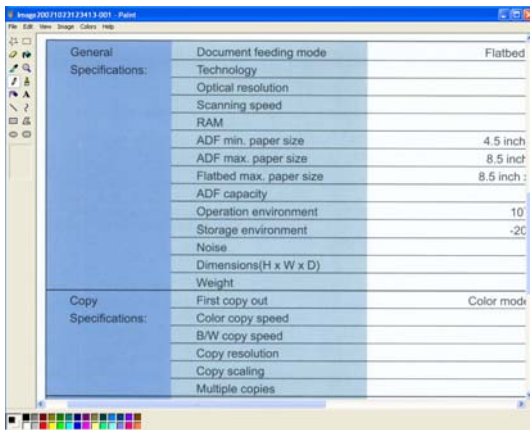 Image20071023123413-001 - Paint
File Edit View Image Colors Help
General Document feeding mode Flatbed
Specifications: Technology
Optical resolution
Scanning speed
RAM
ADF min. paper size 4.5 inch
ADF max. paper size 8.5 inch
Flatbed max. paper size 8.5 inch
ADF capacity
Operation environment 10
Storage environment -20
Noise
Dimensions(H x W x D)
Weight
Copy First copy out Color mode
Specifications: Color copy speed
B/W copy speed
Copy resolution
Copy scaling
Multiple copies